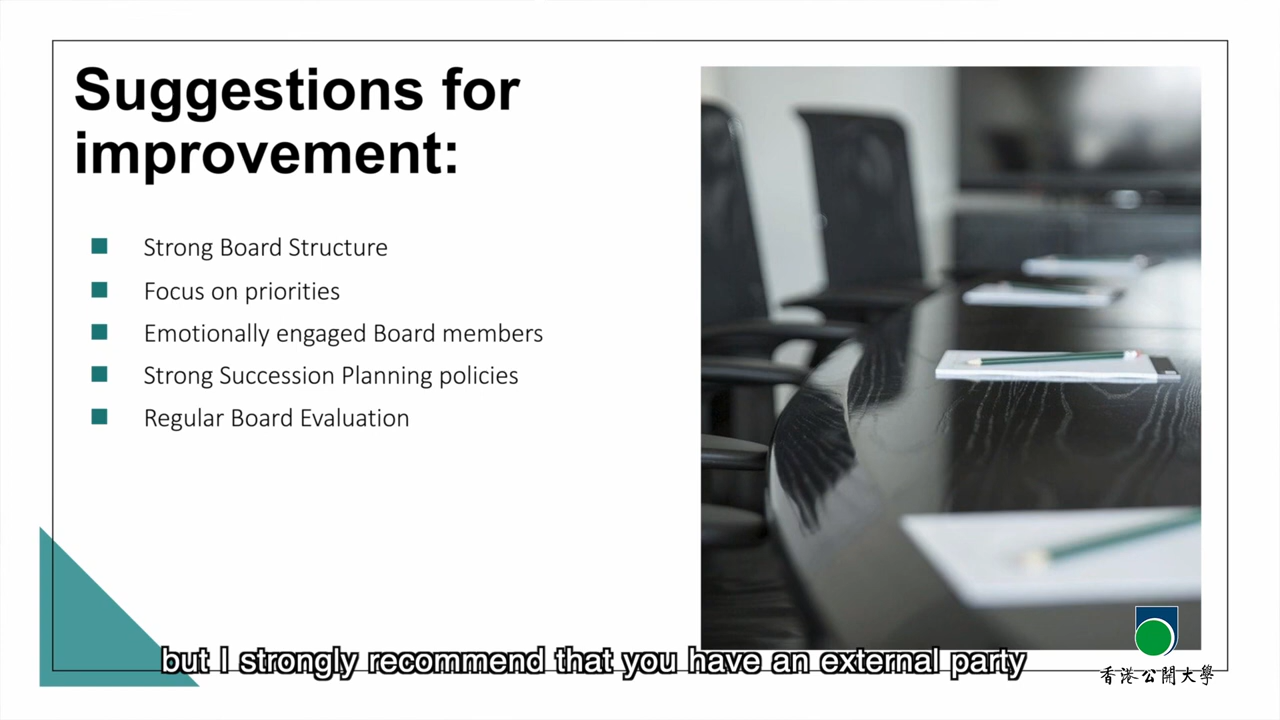 Suggestions for
improvement:
Strong Board Structure
Focus on priorities
Emotionally engaged Board members
Strong Succession Planning policies
Regular Board Evaluation
but I strongly recommend that you have an external party
香港公開大學